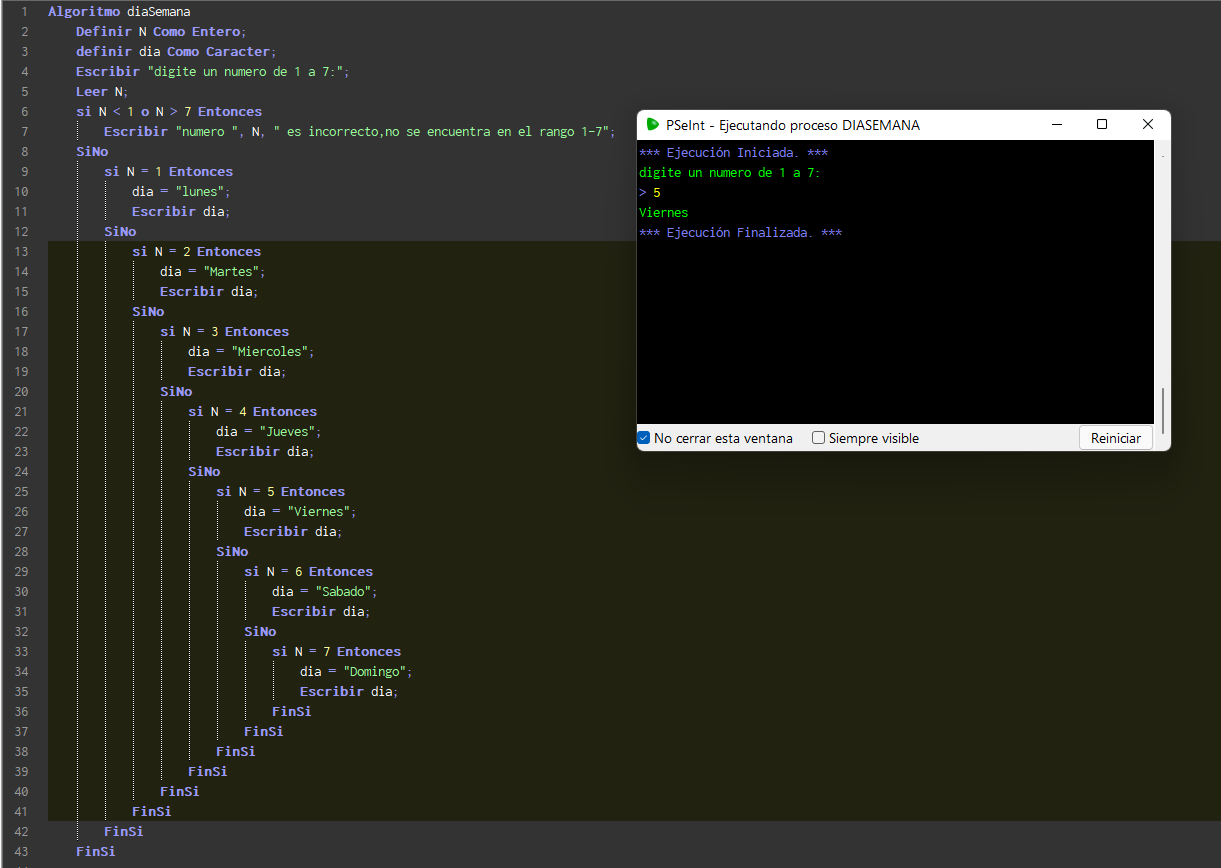 1 Algoritmo diaSemana
2 Definir N Como Entero;
3 definir dia Como Caracter;
4 Escribir "digite un numero de 1 a 7:";
5 Leer N;
6 si N < 1 o N > 7 Entonces
7 Escribir "numero ", N, " es incorrecto,no se encuentra en el rango 1-7";
8 SiNo
9 si N = 1 Entonces
10 dia = "lunes";
11 Escribir dia;
12 SiNo
13 si N = 2 Entonces
14 dia = "Martes";
15 Escribir dia;
16 SiNo
17 si N = 3 Entonces
18 dia = "Miercoles";
19 Escribir dia;
20 SiNo
21 si N = 4 Entonces
22 dia = "Jueves";
23 Escribir dia;
24 SiNo
25 si N = 5 Entonces
26 dia = "Viernes";
27 Escribir dia;
28 SiNo
29 si N = 6 Entonces
30 dia = "Sabado";
31 Escribir dia;
32 SiNo
33 si N = 7 Entonces
34 dia = "Domingo";
35 Escribir dia;
36 FinSi
37 FinSi
38 FinSi
39 FinSi
40 FinSi
41 FinSi
42 FinSi
43 FinSi
PSeInt - Ejecutando proceso DIASEMANA
*** Ejecución Iniciada. ***
digite un numero de 1 a 7:
> 5
Viernes
*** Ejecución Finalizada. ***
No cerrar esta ventana Siempre visible Reiniciar